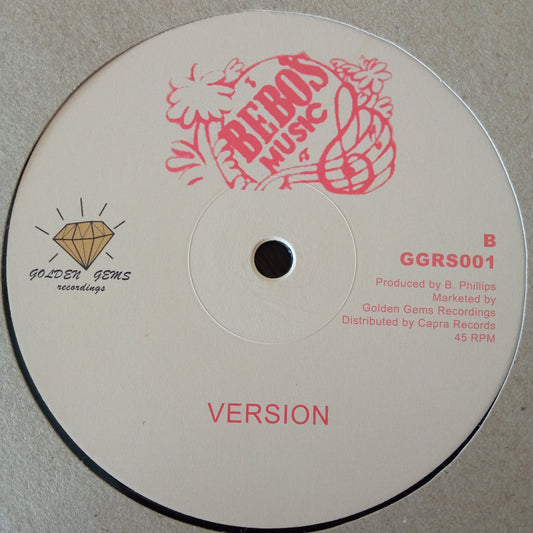 BEBO'S
MUSIC
GOLDEN GEMS
recordings
B
GGRS001
Produced by B. Phillips
Marketed by
Golden Gems Recordings
Distributed by Capra Records
45 RPM
VERSION